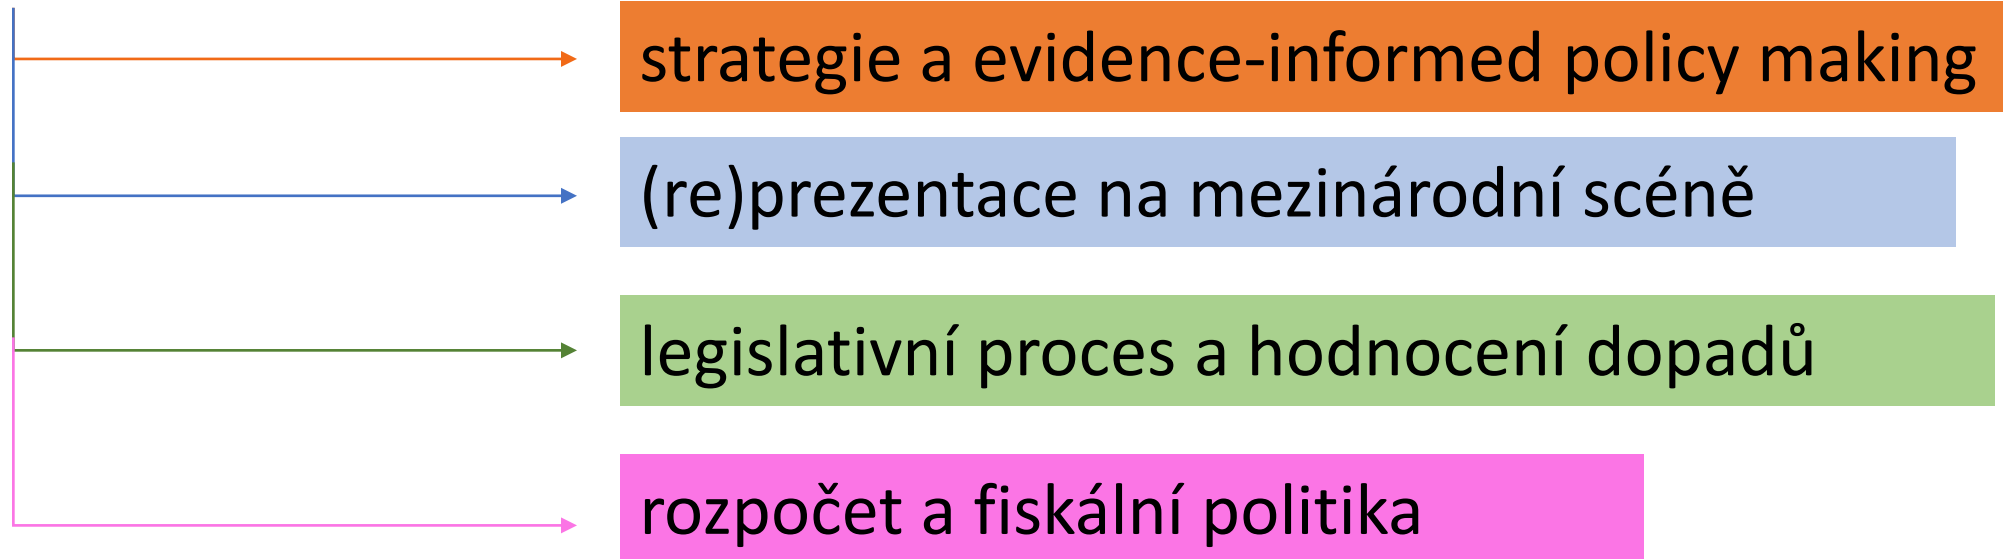 strategie a evidence-informed policy making
(re)prezentace na mezinárodní scéně
legislativní proces a hodnocení dopadů
rozpočet a fiskální politika